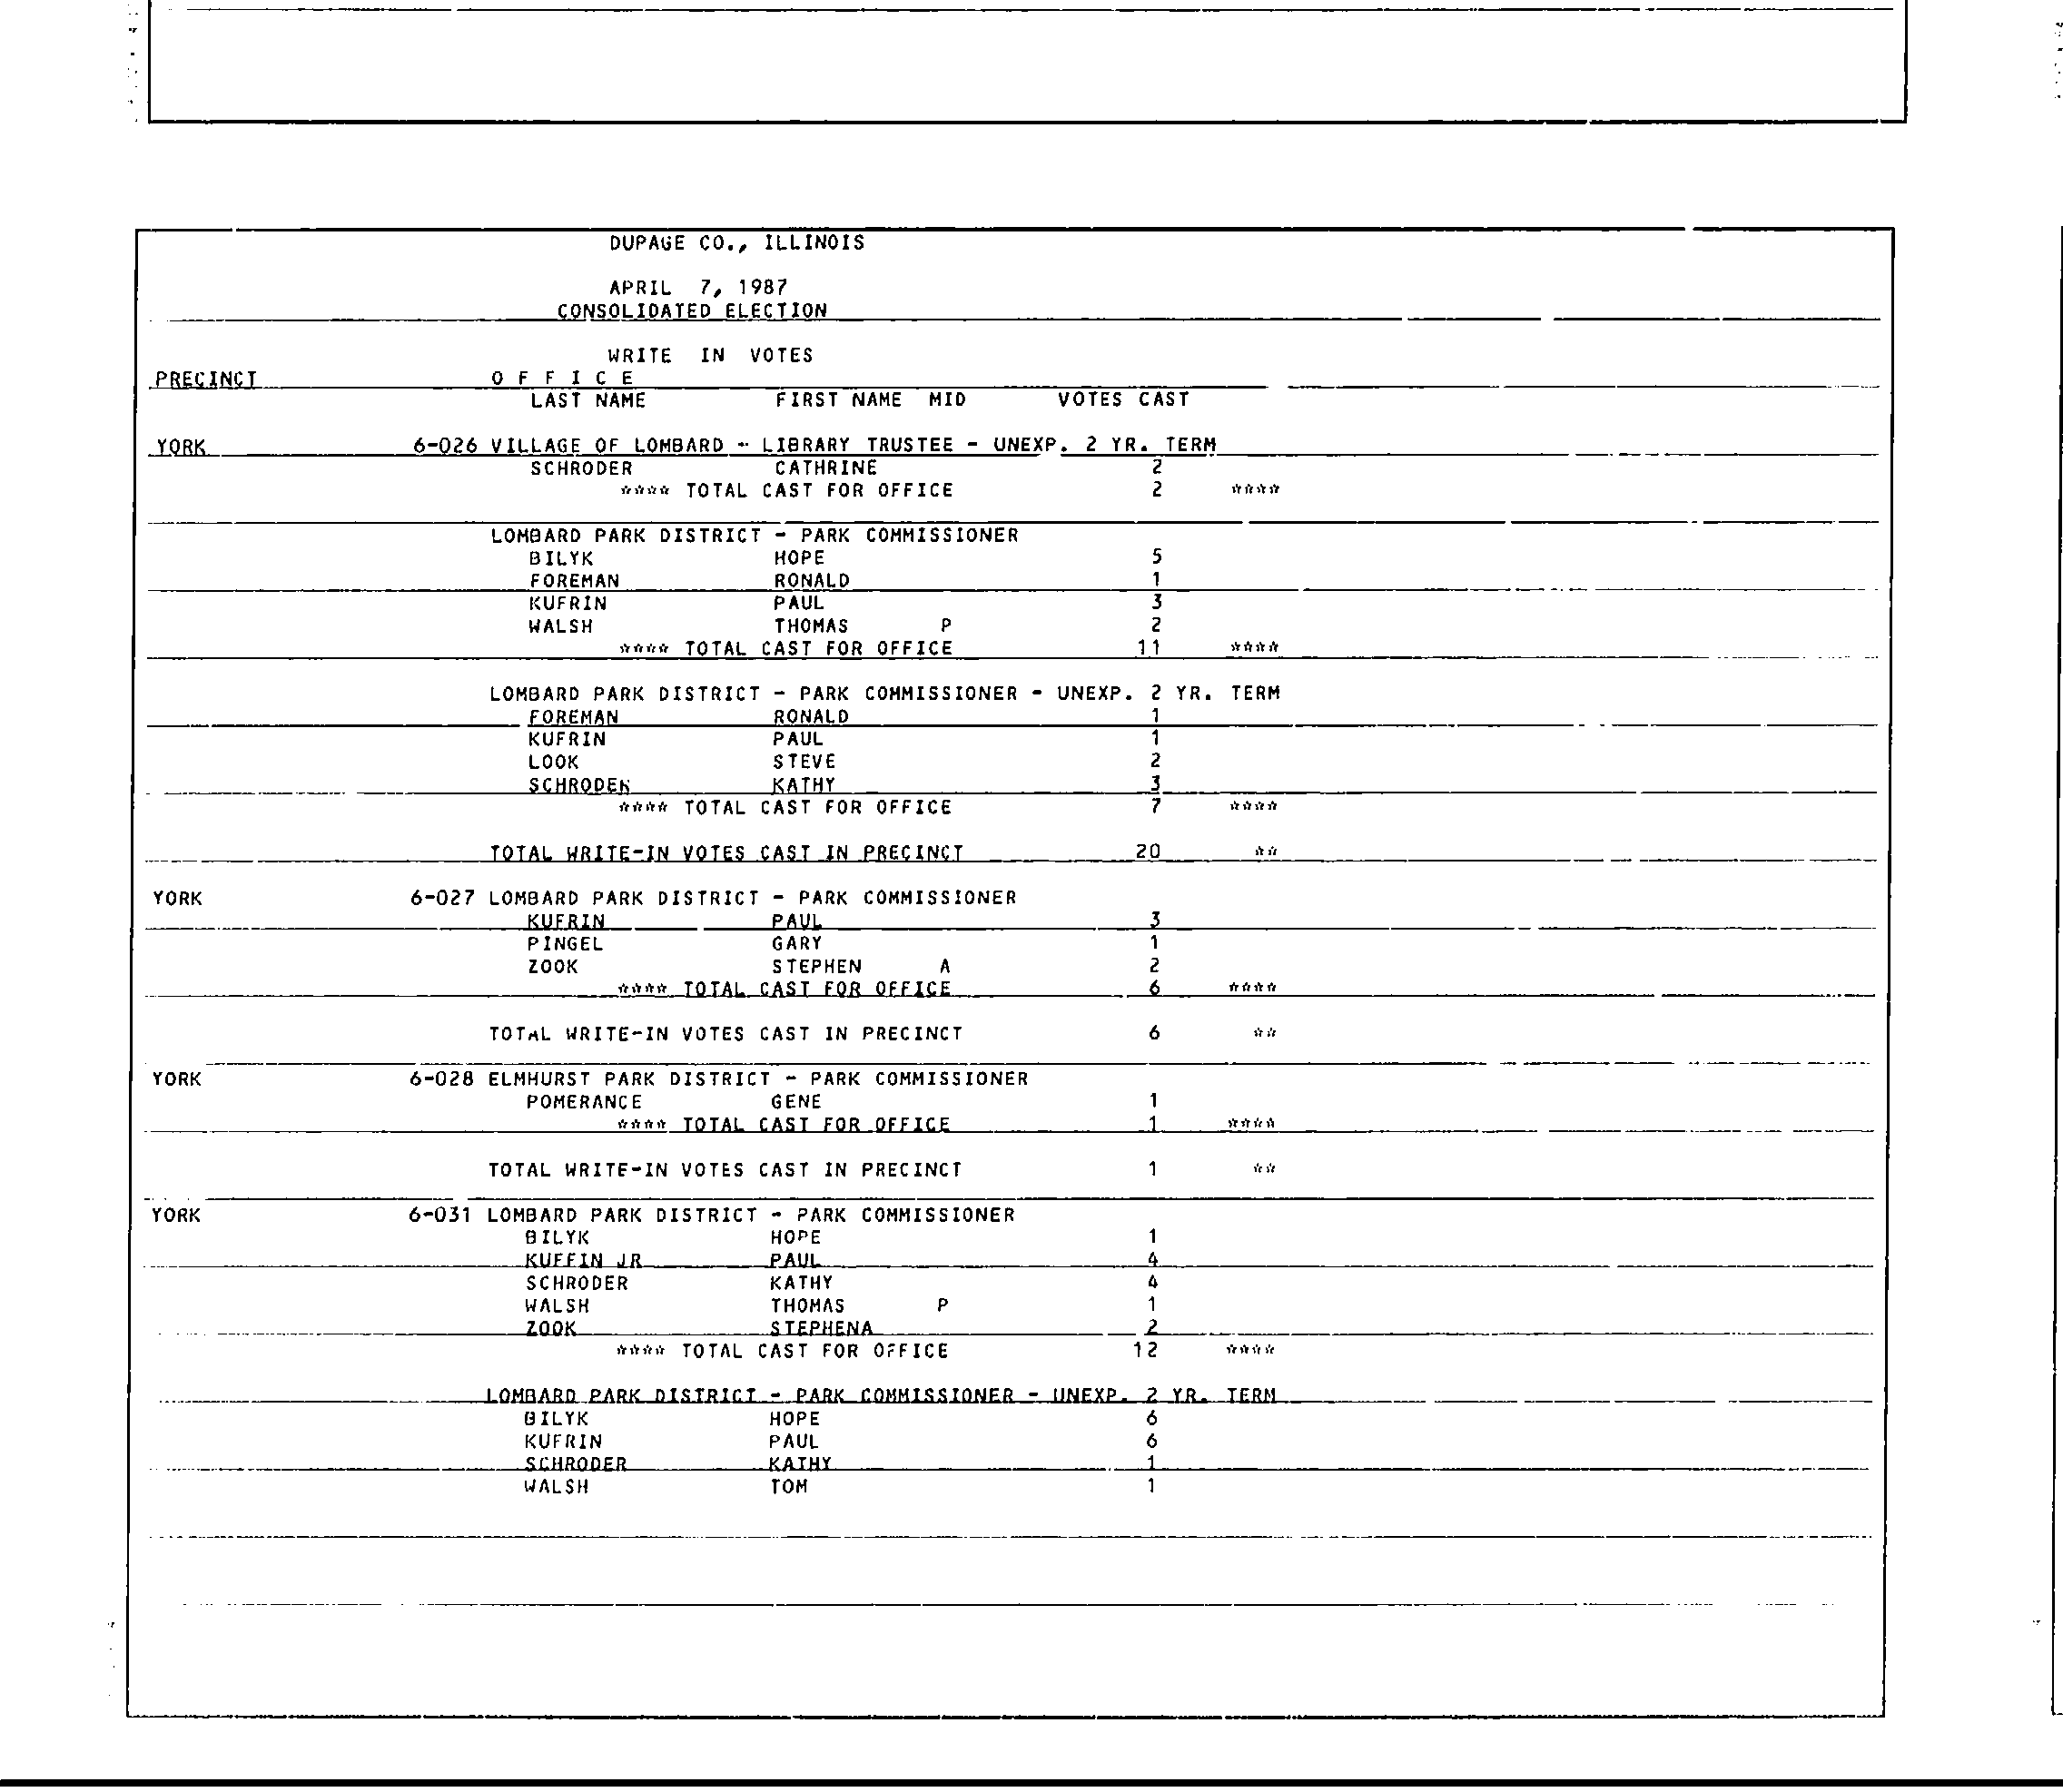 DUPAGE CO., ILLINOIS
APRIL 7, 1987
CONSOLIDATED ELECTION
WRITE IN VOTES
PRECINCT O F F I C E
LAST NAME FIRST NAME MID VOTES CAST
YORK 6-026 VILLAGE OF LOMBARD - LIBRARY TRUSTEE - UNEXP. 2 YR. TERM
SCHRODER CATHRINE 2
**** TOTAL CAST FOR OFFICE 2 ****
LOMBARD PARK DISTRICT - PARK COMMISSIONER
BILYK HOPE 5
FOREMAN RONALD 1
KUFRIN PAUL 3
WALSH THOMAS P 2
**** TOTAL CAST FOR OFFICE 11 ****
LOMBARD PARK DISTRICT - PARK COMMISSIONER - UNEXP. 2 YR. TERM
FOREMAN RONALD 1
KUFRIN PAUL 1
LOOK STEVE 2
SCHRODER KATHY 3
**** TOTAL CAST FOR OFFICE 7 ****
TOTAL WRITE-IN VOTES CAST IN PRECINCT 20 **
YORK 6-027 LOMBARD PARK DISTRICT - PARK COMMISSIONER
KUFRIN PAUL 3
PINGEL GARY 1
ZOOK STEPHEN A 2
**** TOTAL CAST FOR OFFICE 6 ****
TOTAL WRITE-IN VOTES CAST IN PRECINCT 6 **
YORK 6-028 ELMHURST PARK DISTRICT - PARK COMMISSIONER
POMERANCE GENE 1
**** TOTAL CAST FOR OFFICE 1 ****
TOTAL WRITE-IN VOTES CAST IN PRECINCT 1 **
YORK 6-031 LOMBARD PARK DISTRICT - PARK COMMISSIONER
BILYK HOPE 1
KUFFIN JR PAUL 4
SCHRODER KATHY 4
WALSH THOMAS P 1
ZOOK STEPHENA 2
**** TOTAL CAST FOR OFFICE 12 ****
LOMBARD PARK DISTRICT - PARK COMMISSIONER - UNEXP. 2 YR. TERM
BILYK HOPE 6
KUFRIN PAUL 6
SCHRODER KATHY 1
WALSH TOM 1